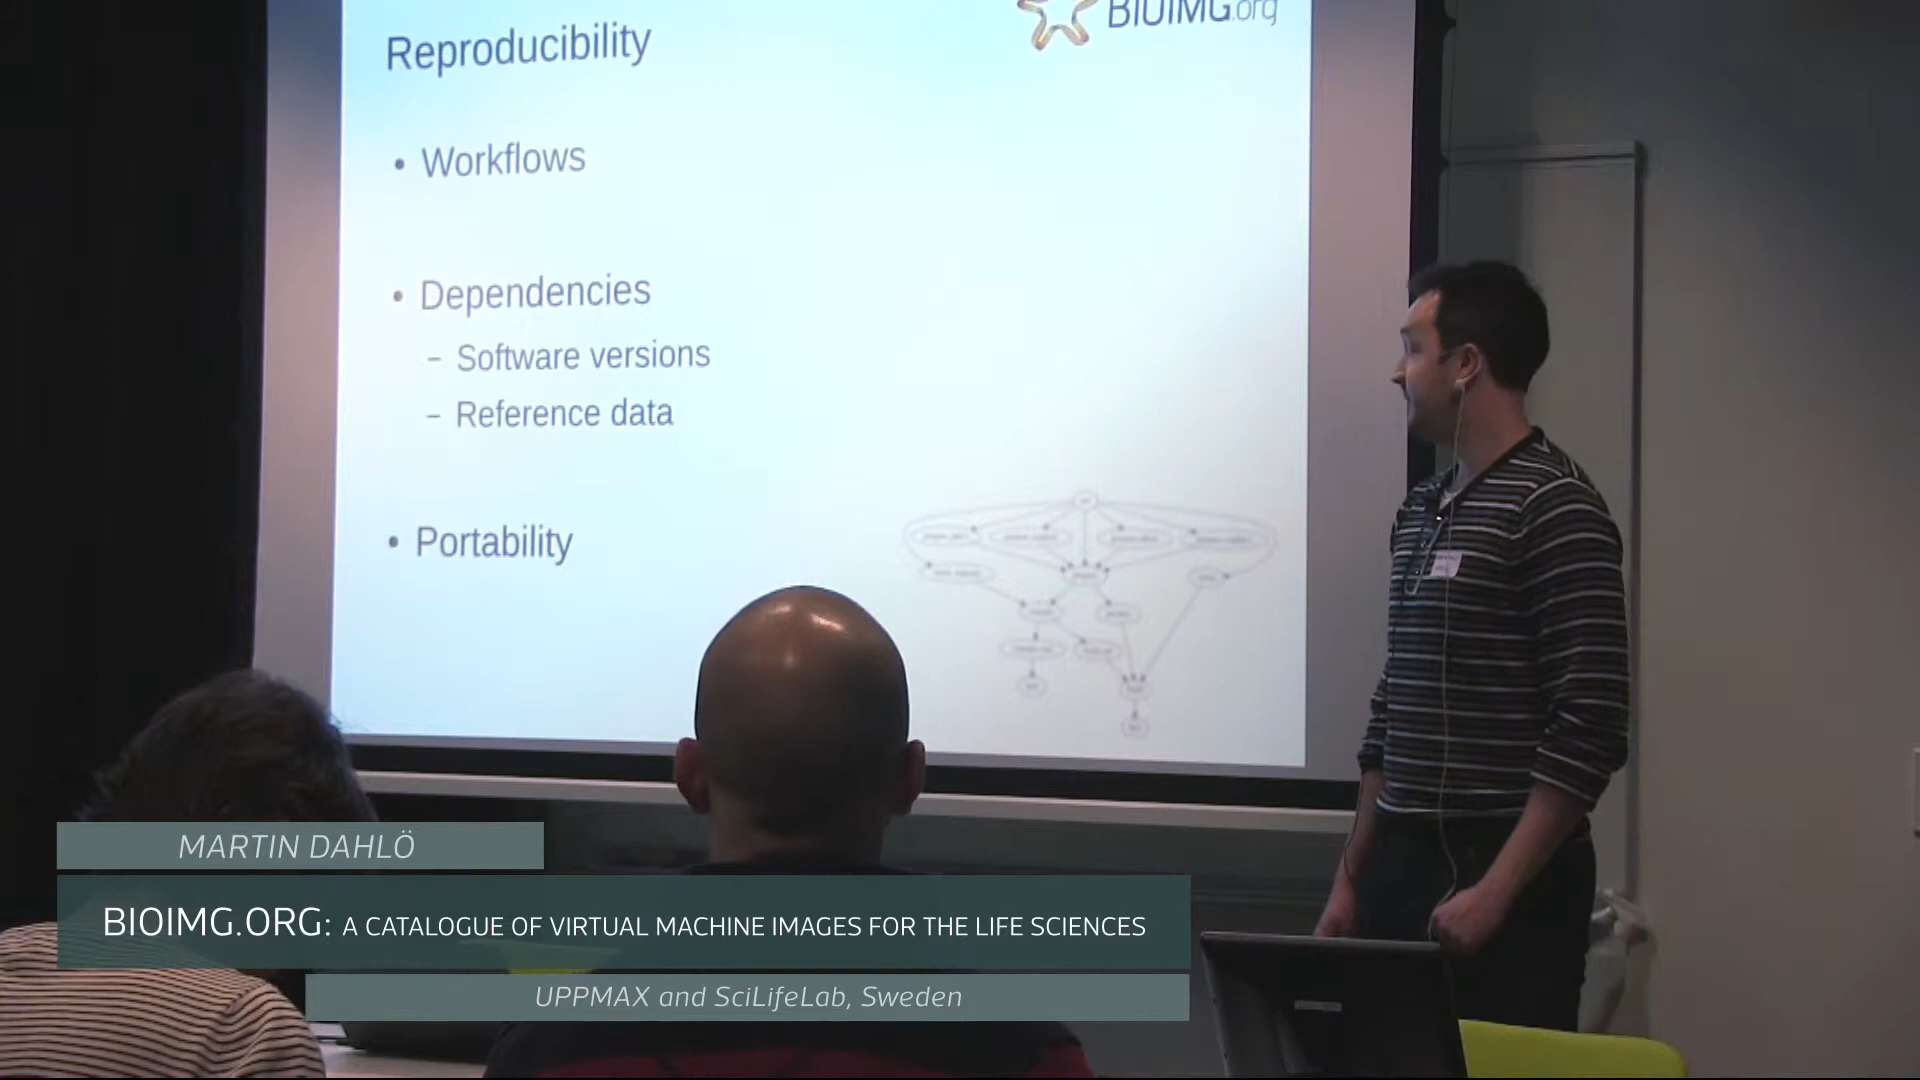 BIOIMG.org
Reproducibility
• Workflows
• Dependencies
– Software versions
– Reference data
• Portability
MARTIN DAHLÖ
BIOIMG.ORG: A CATALOGUE OF VIRTUAL MACHINE IMAGES FOR THE LIFE SCIENCES
UPPMAX and SciLifeLab, Sweden